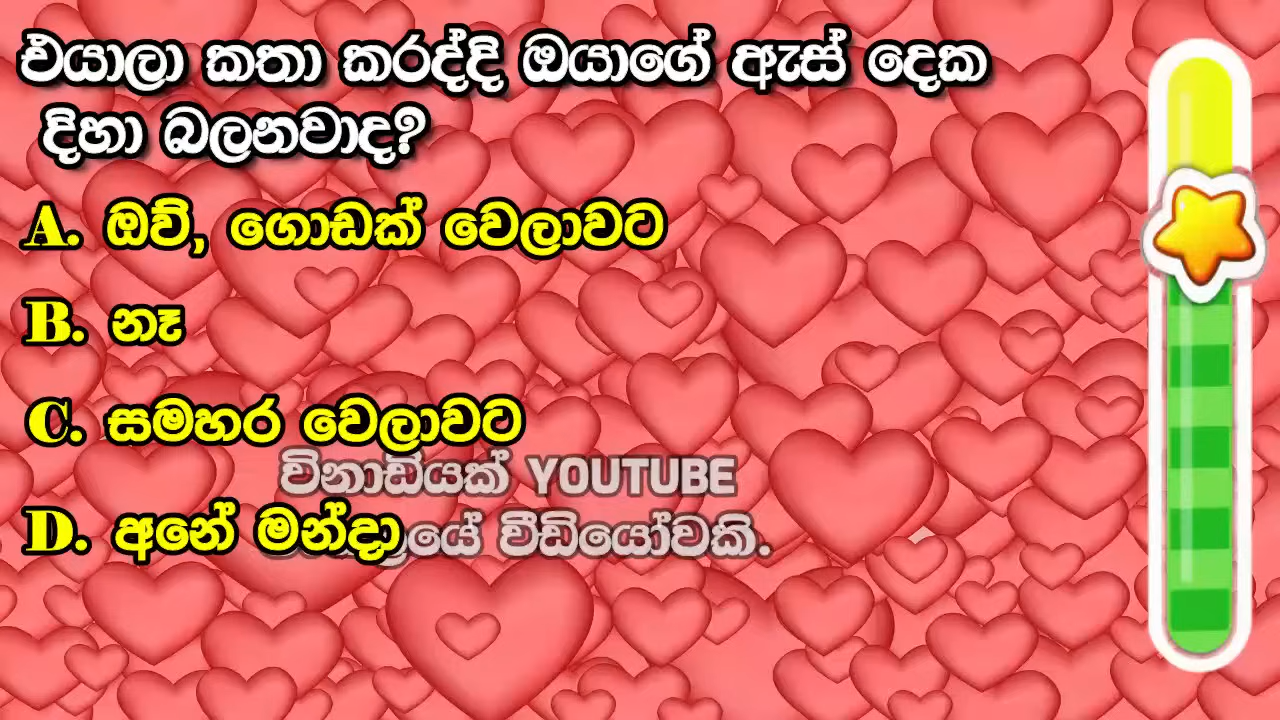 එයාලා කතා කරද්දි ඔයාගේ ඇස් දෙක
දිහා බලනවාද?
A. ඔව්, ගොඩක් වෙලාවට
B. නෑ
C. සමහර වෙලාවට
විනාඩියක් YOUTUBE
D. අනේ මන්දා
වීඩියෝවකි.